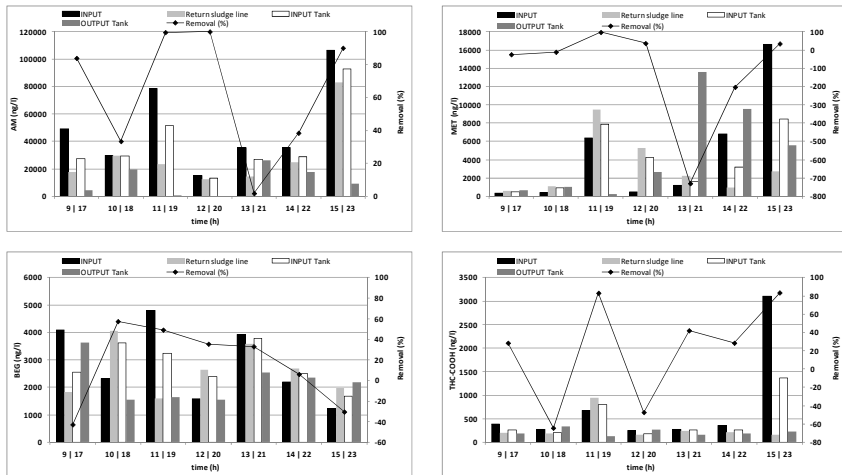 INPUT
Return sludge line
INPUT Tank
OUTPUT Tank
Removal (%)
120000
100000
80000
60000
40000
20000
0
AM (ng/l)
100
80
60
40
20
0
Removal (%)
9 | 17
10 | 18
11 | 19
12 | 20
13 | 21
14 | 22
15 | 23
time (h)
INPUT
Return sludge line
INPUT Tank
OUTPUT Tank
Removal (%)
18000
16000
14000
12000
10000
8000
6000
4000
2000
0
MET (ng/l)
100
0
-100
-200
-300
-400
-500
-600
-700
-800
Removal (%)
9 | 17
10 | 18
11 | 19
12 | 20
13 | 21
14 | 22
15 | 23
time (h)
INPUT
Return sludge line
INPUT Tank
OUTPUT Tank
Removal (%)
6000
5000
4000
3000
2000
1000
0
BEG (ng/l)
100
80
60
40
20
0
-20
-40
-60
Removal (%)
9 | 17
10 | 18
11 | 19
12 | 20
13 | 21
14 | 22
15 | 23
time (h)
INPUT
Return sludge line
INPUT Tank
OUTPUT Tank
Removal (%)
3500
3000
2500
2000
1500
1000
500
0
THC-COOH (ng/l)
100
80
60
40
20
0
-20
-40
-60
-80
Removal (%)
9 | 17
10 | 18
11 | 19
12 | 20
13 | 21
14 | 22
15 | 23
time (h)